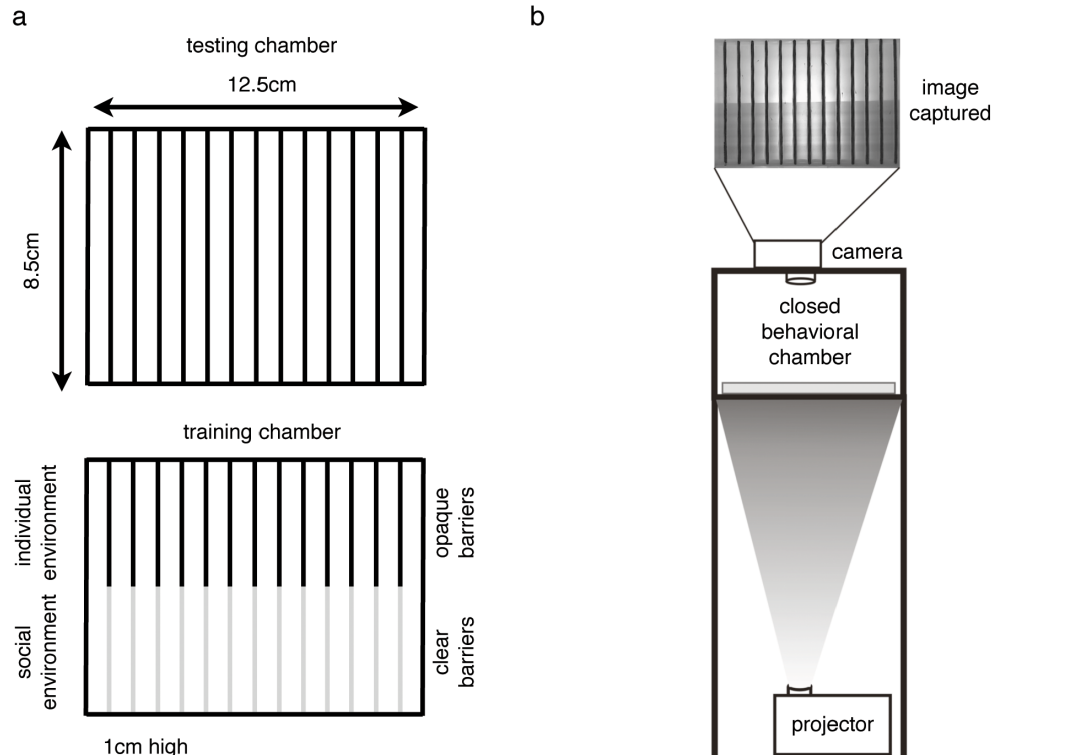 a
testing chamber
12.5cm
8.5cm
training chamber
individual
environment
opaque
barriers
social
environment
clear
barriers
1cm high
b
image
captured
camera
closed
behavioral
chamber
projector